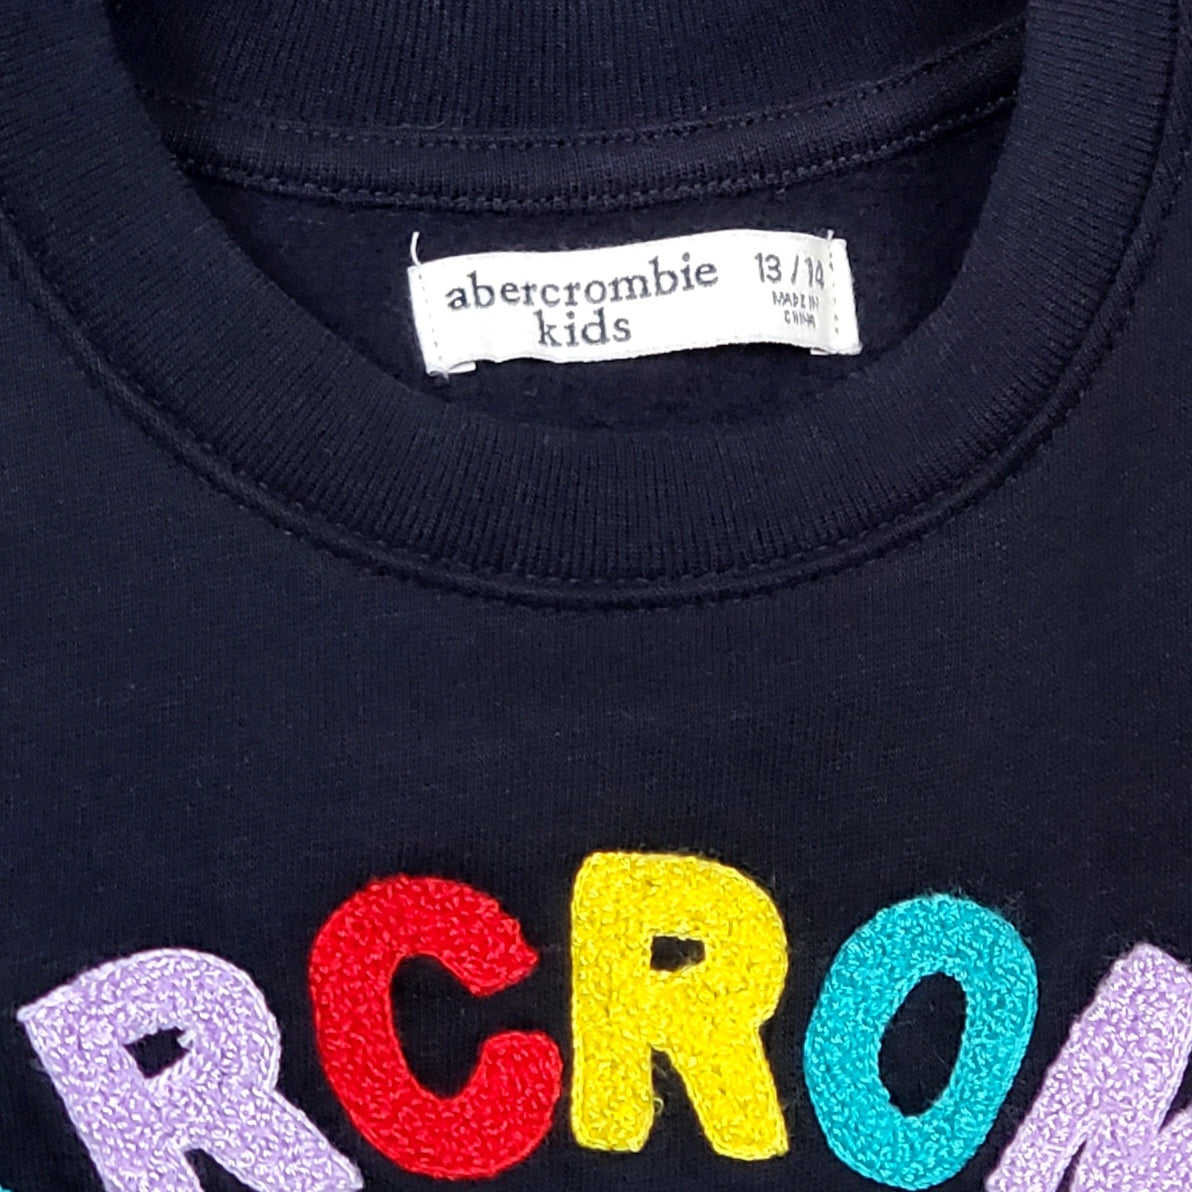 abercrombie
kids
13 / 14
MADE IN
CHINA
RCROM